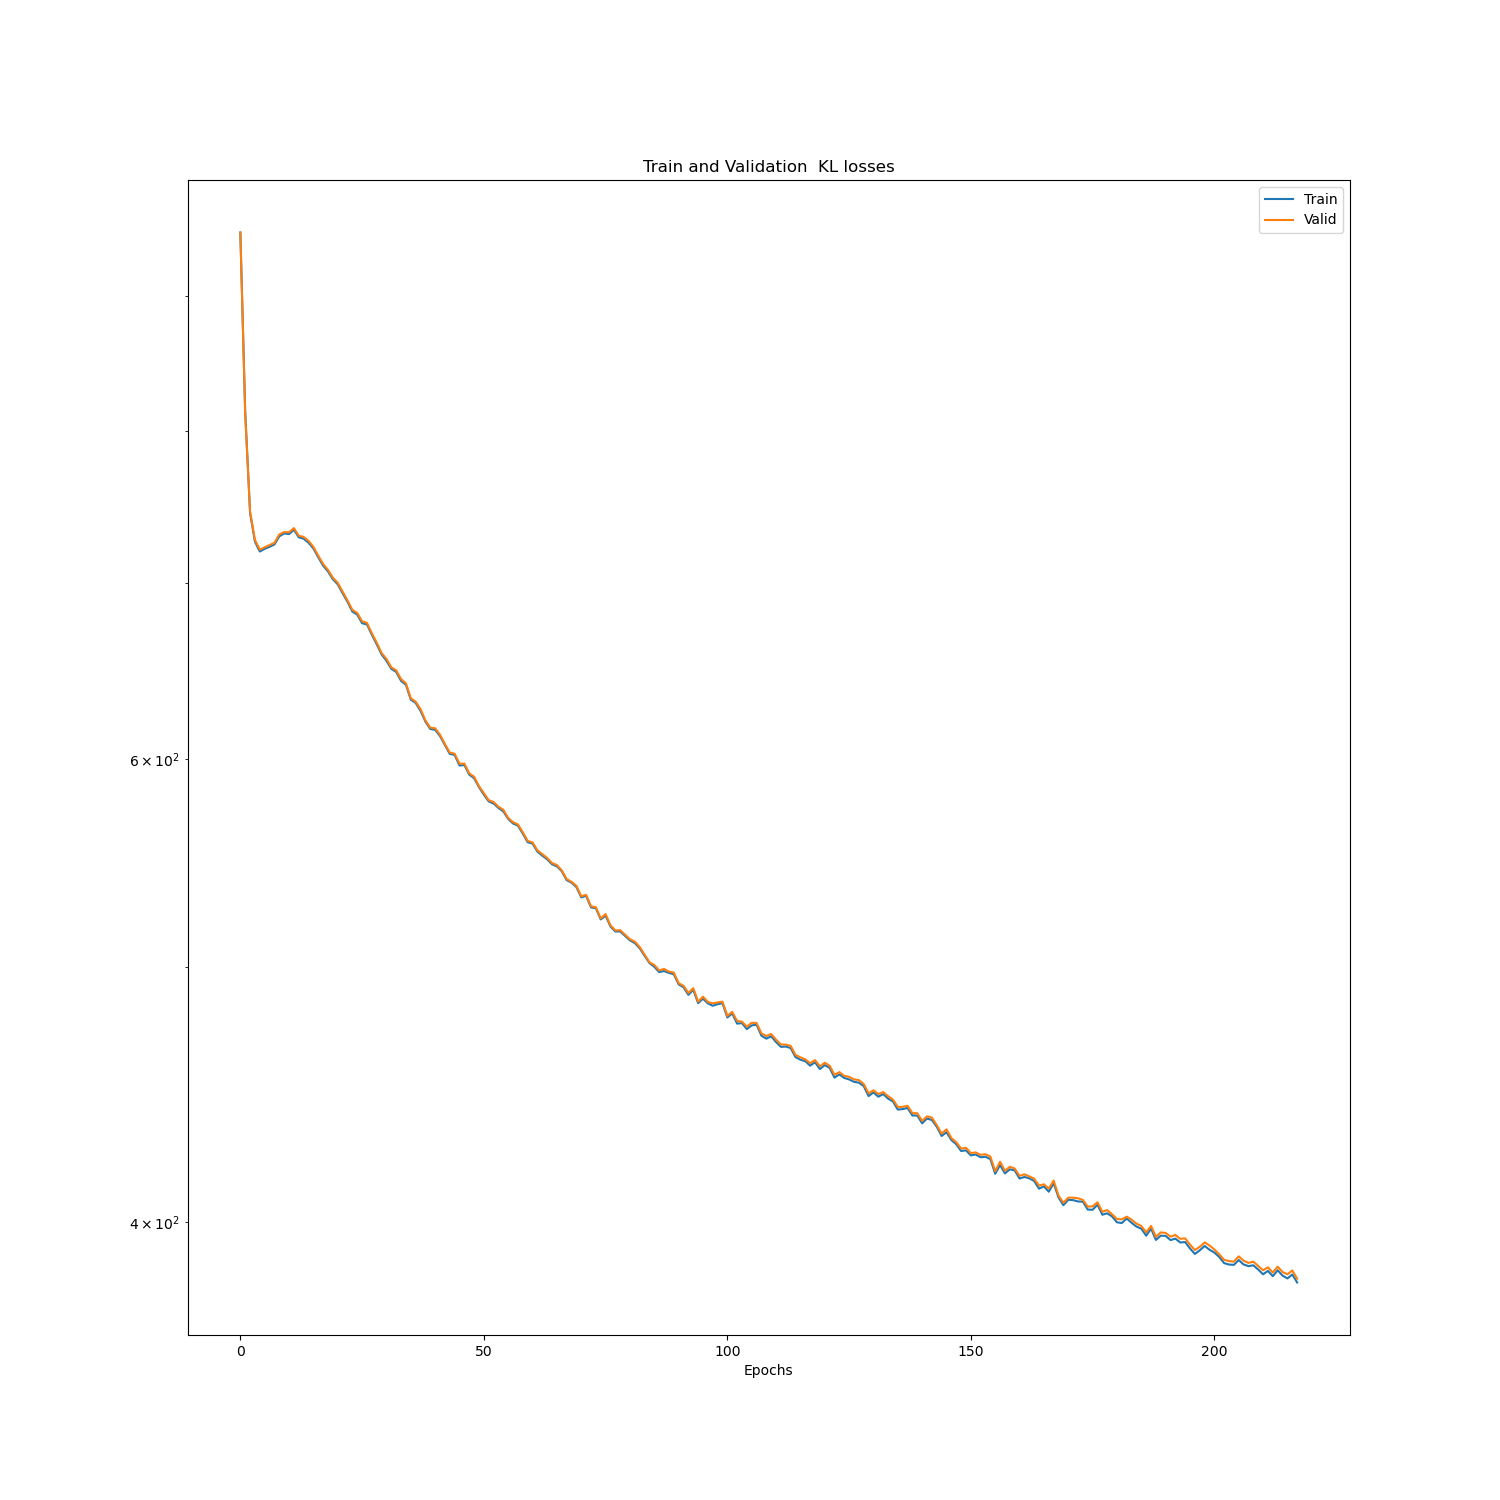 Train and Validation  KL losses
Train
Valid
6 × 10²
4 × 10²
0 50 100 150 200
Epochs